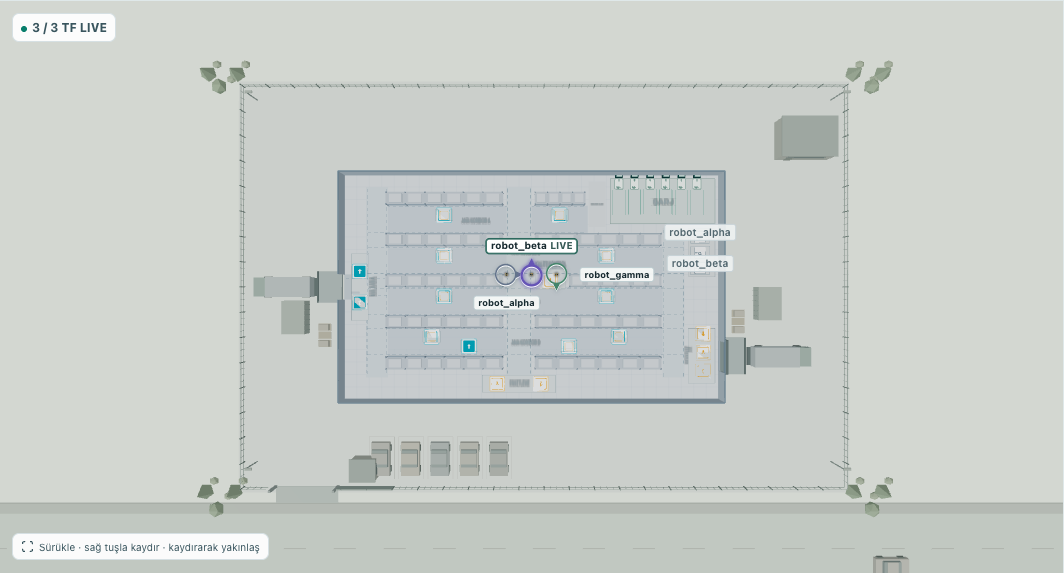 3 / 3 TF LIVE
robot_alpha
robot_beta LIVE
robot_beta
robot_gamma
robot_alpha
Sürükle · sağ tuşla kaydır · kaydırarak yakınlaş